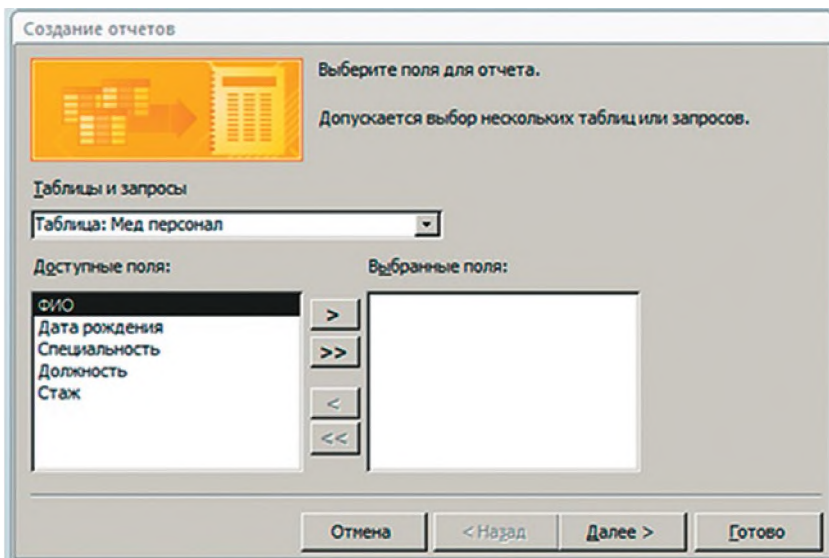 Создание отчетов
Выберите поля для отчета.
Допускается выбор нескольких таблиц или запросов.
Таблицы и запросы
Таблица: Мед персонал
Доступные поля:
Выбранные поля:
ФИО
Дата рождения
Специальность
Должность
Стаж
>
>>
<
<<
Отмена
< Назад
Далее >
Готово